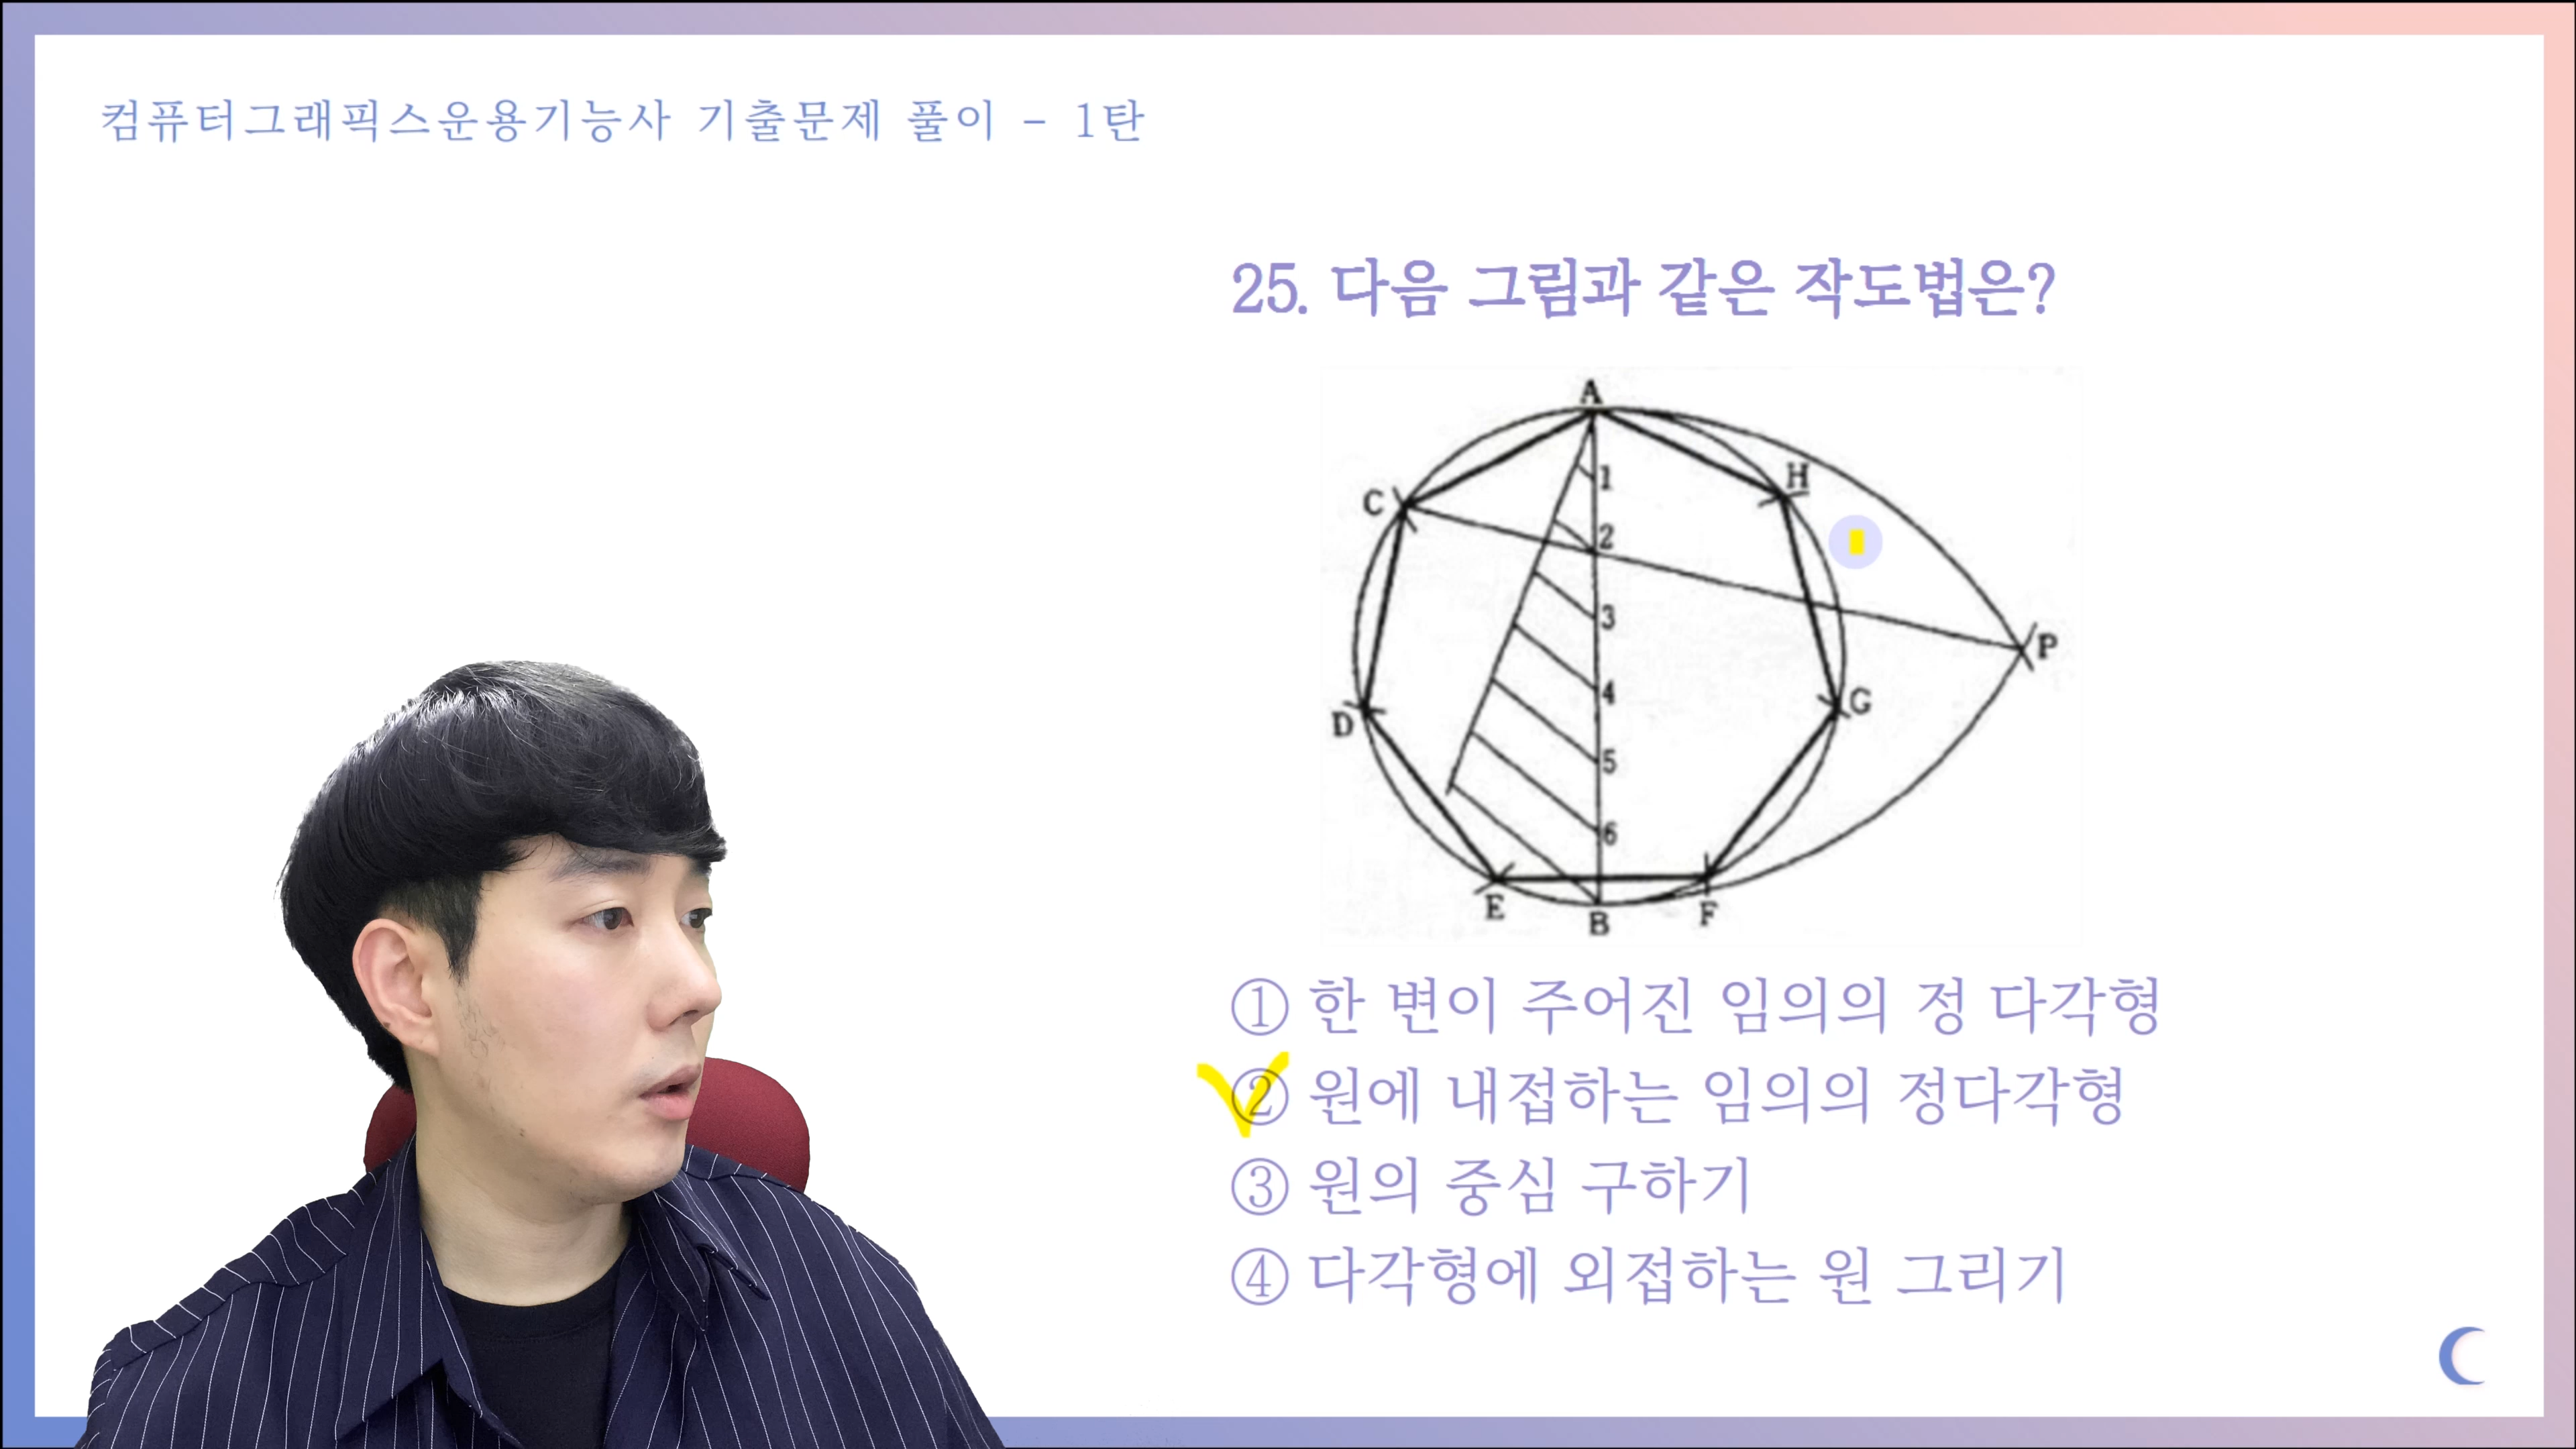 컴퓨터그래픽스운용기능사 기출문제 풀이 - 1탄
25. 다음 그림과 같은 작도법은?
A
H
1
C
2
3
P
4
G
D
5
6
E
B
F
① 한 변이 주어진 임의의 정 다각형
② 원에 내접하는 임의의 정다각형
③ 원의 중심 구하기
④ 다각형에 외접하는 원 그리기